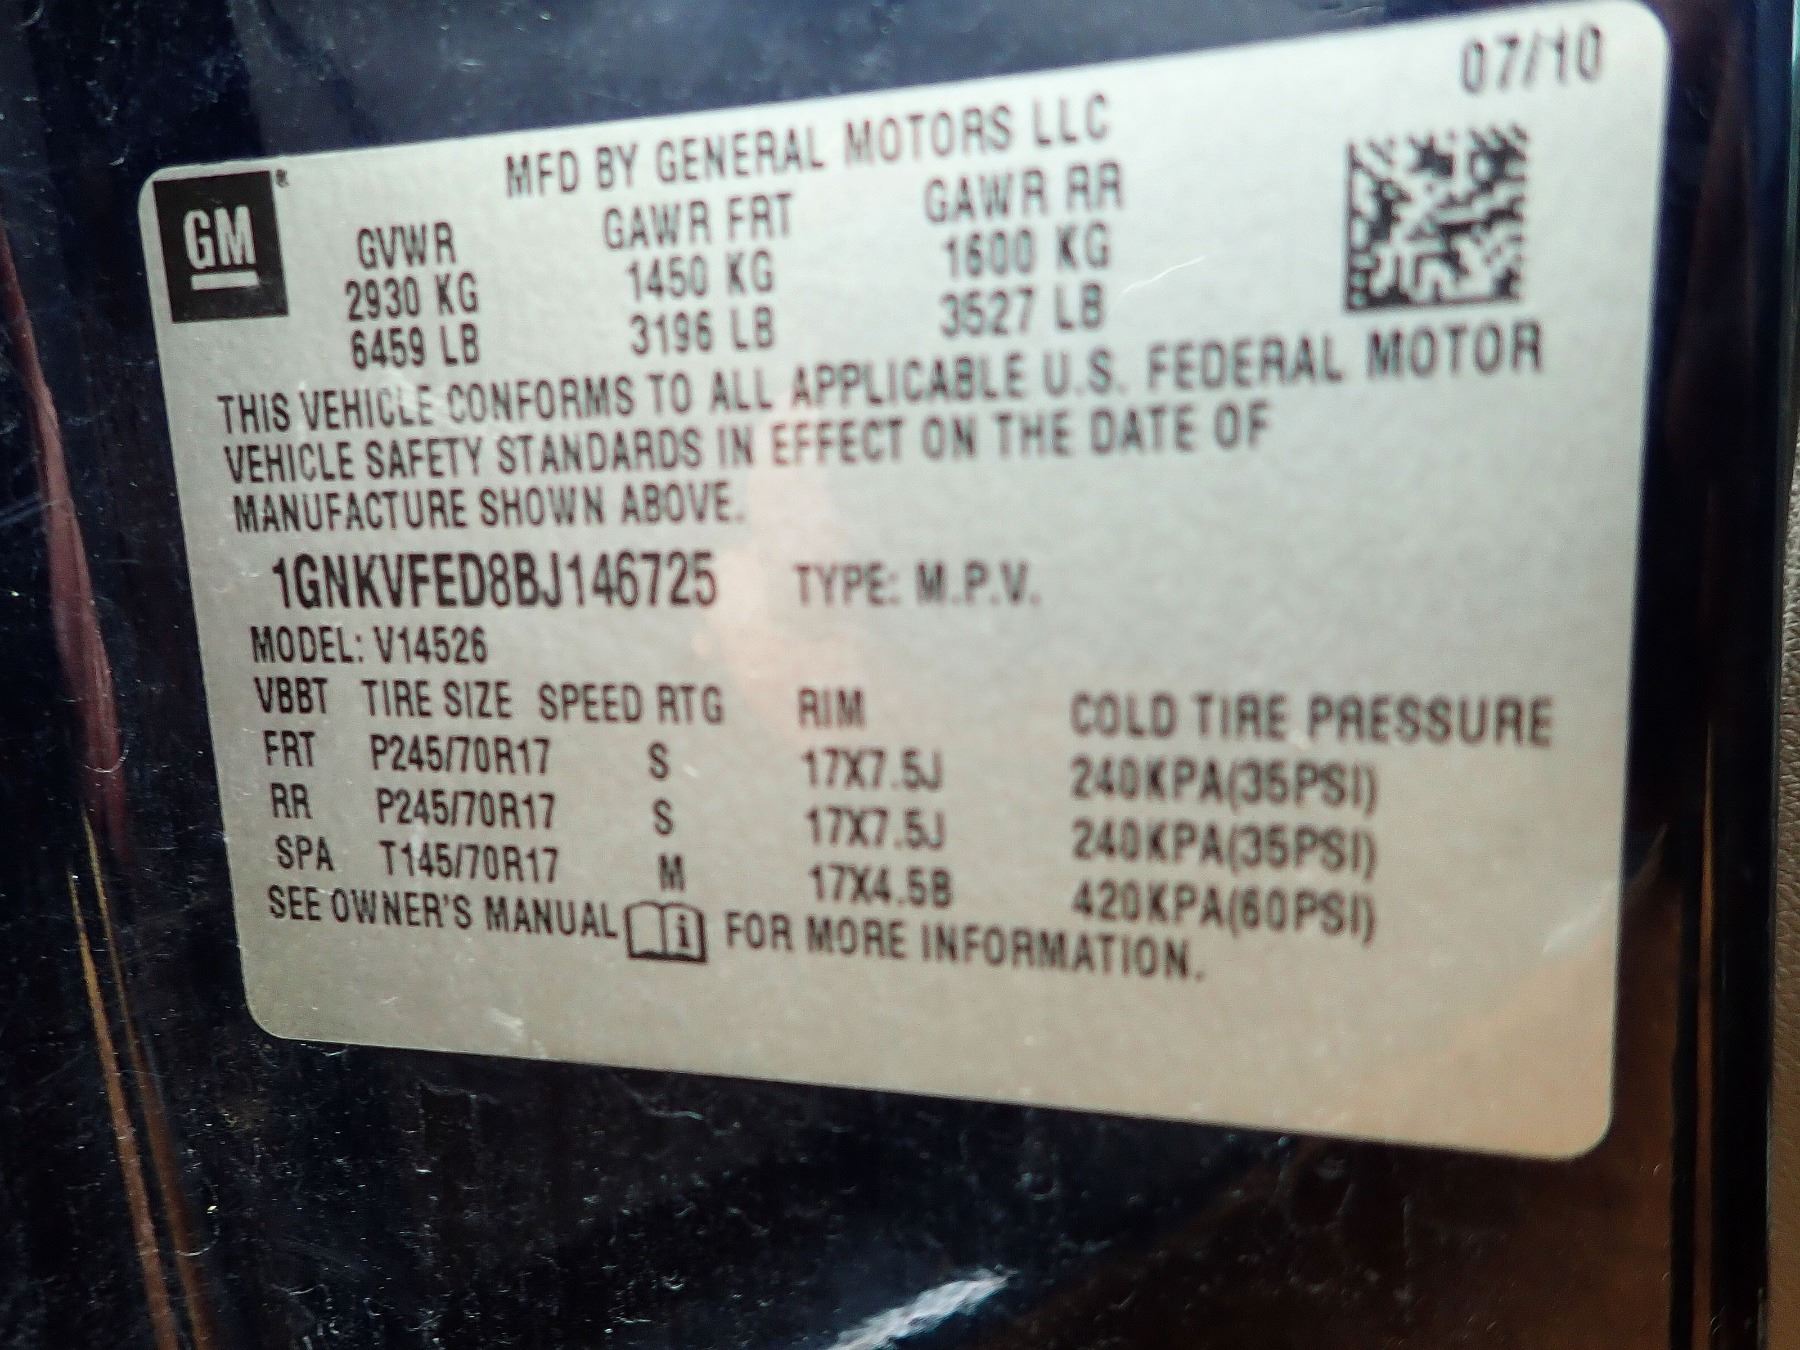 07/10
MFD BY GENERAL MOTORS LLC
GM®
GVWR GAWR FRT GAWR RR
2930 KG 1450 KG 1600 KG
6459 LB 3196 LB 3527 LB
THIS VEHICLE CONFORMS TO ALL APPLICABLE U.S. FEDERAL MOTOR
VEHICLE SAFETY STANDARDS IN EFFECT ON THE DATE OF
MANUFACTURE SHOWN ABOVE.
1GNKVFED8BJ146725 TYPE: M.P.V.
MODEL: V14526
VBBT TIRE SIZE SPEED RTG RIM COLD TIRE PRESSURE
FRT P245/70R17 S 17X7.5J 240KPA(35PSI)
RR P245/70R17 S 17X7.5J 240KPA(35PSI)
SPA T145/70R17 M 17X4.5B 420KPA(60PSI)
SEE OWNER'S MANUAL i FOR MORE INFORMATION.